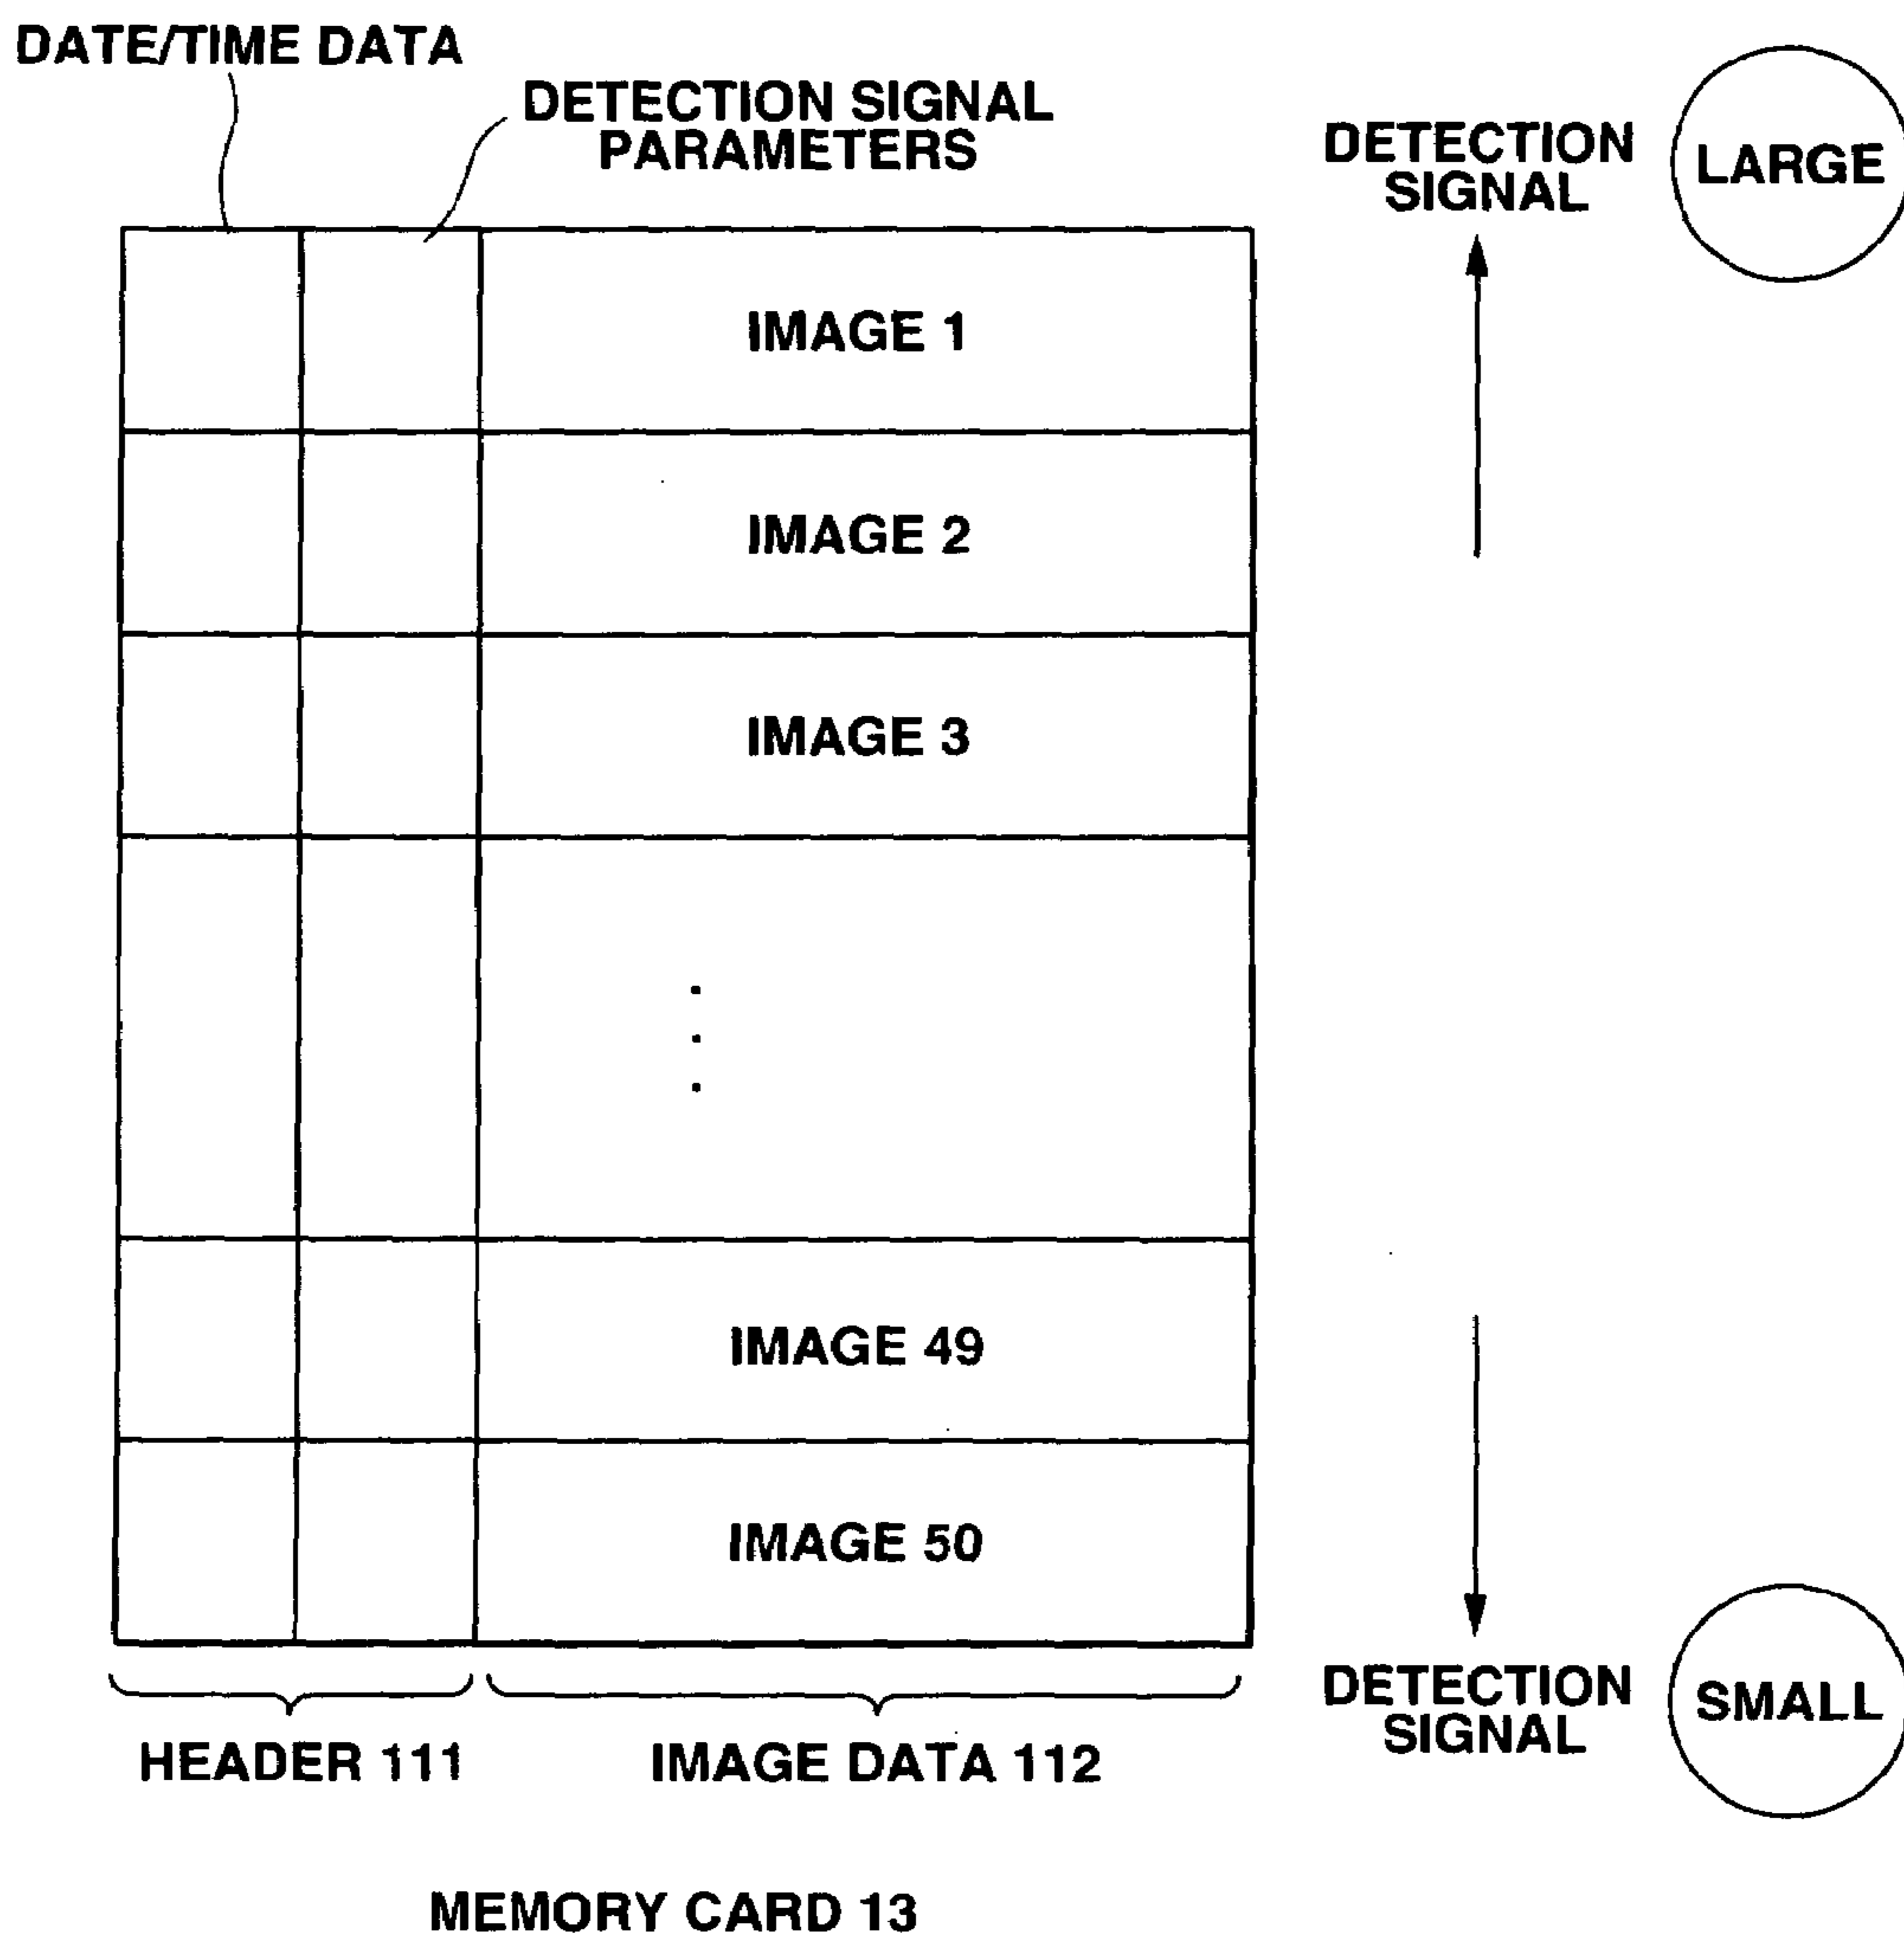 DATE/TIME DATA
DETECTION SIGNAL
PARAMETERS
DETECTION
SIGNAL
LARGE
IMAGE 1
IMAGE 2
IMAGE 3
IMAGE 49
IMAGE 50
DETECTION
SIGNAL
SMALL
HEADER 111
IMAGE DATA 112
MEMORY CARD 13